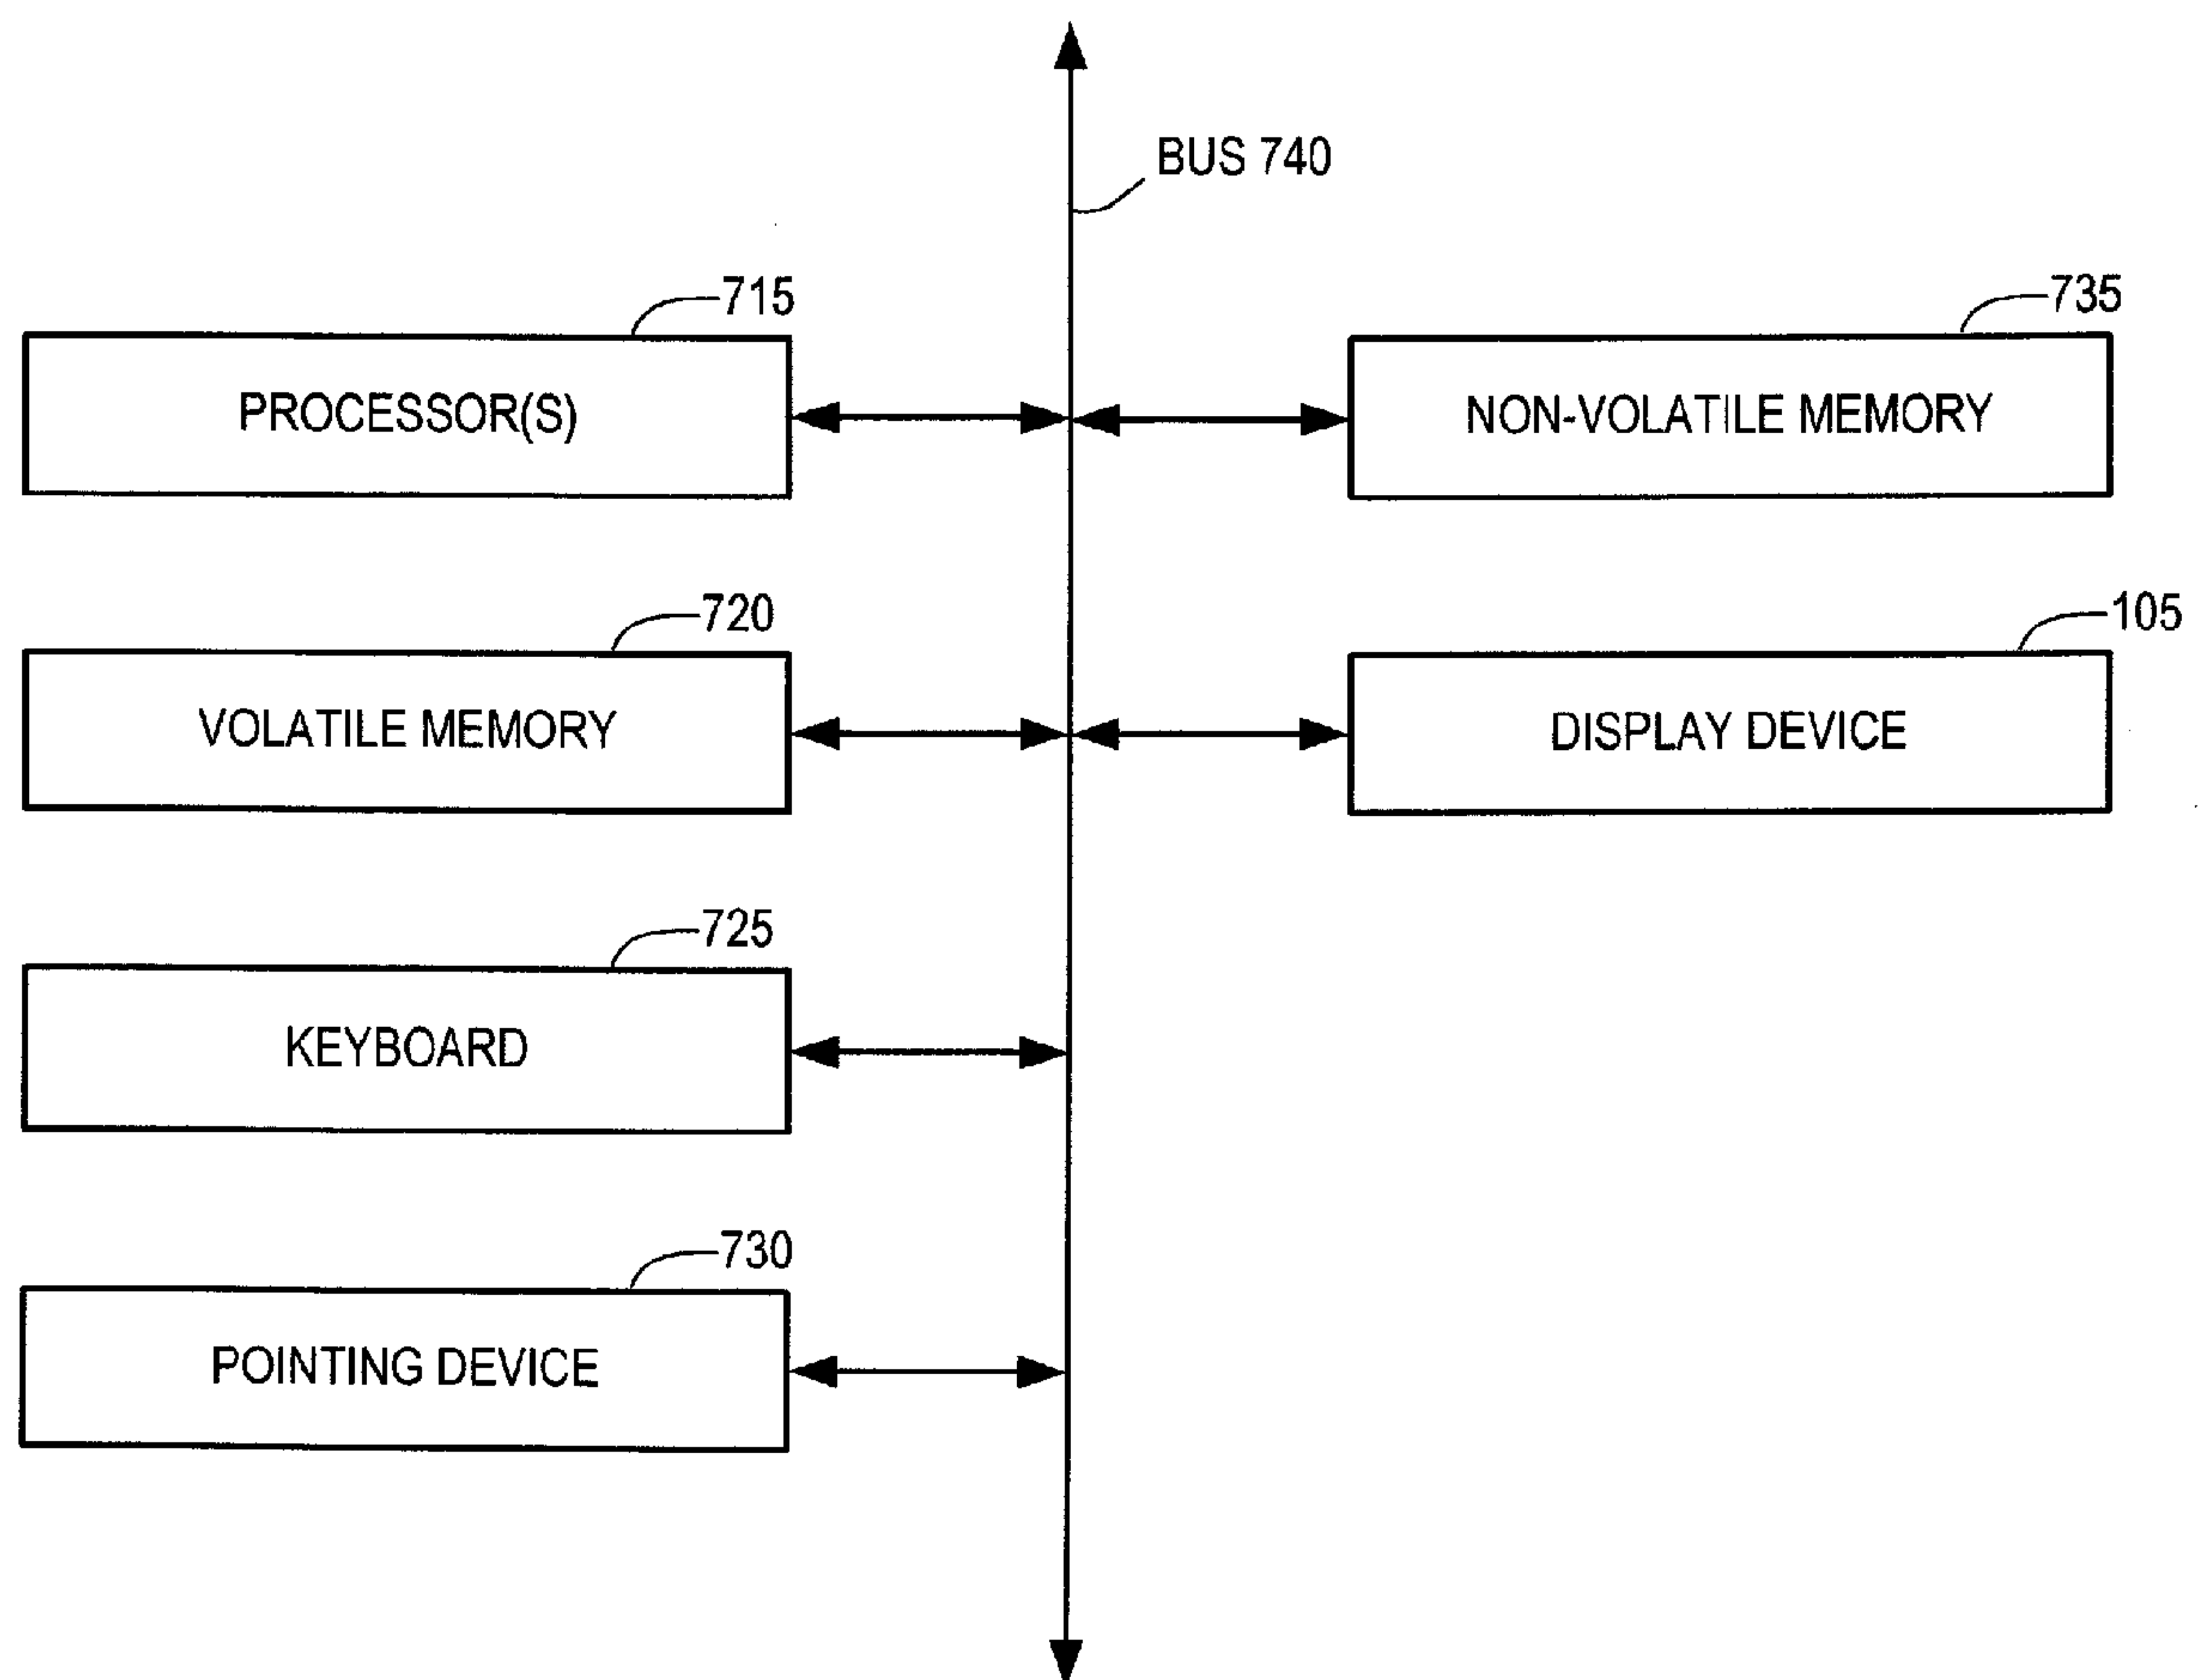 BUS 740
715
PROCESSOR(S)
735
NON-VOLATILE MEMORY
720
VOLATILE MEMORY
105
DISPLAY DEVICE
725
KEYBOARD
730
POINTING DEVICE